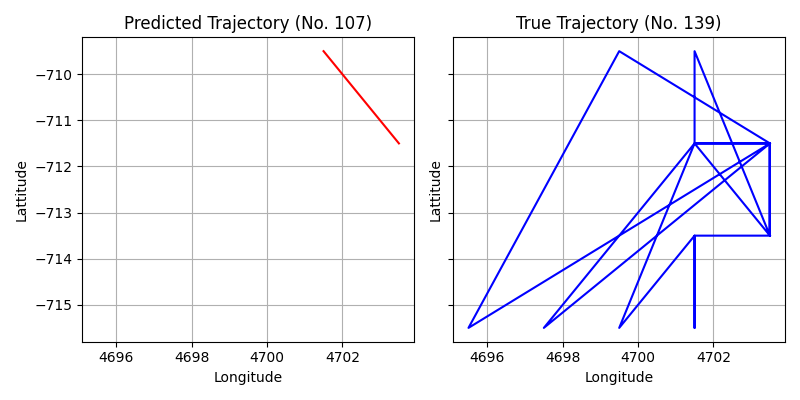 Predicted Trajectory (No. 107)
−710
−711
−712
−713
−714
−715
Lattitude
4696 4698 4700 4702
Longitude
True Trajectory (No. 139)
Lattitude
4696 4698 4700 4702
Longitude